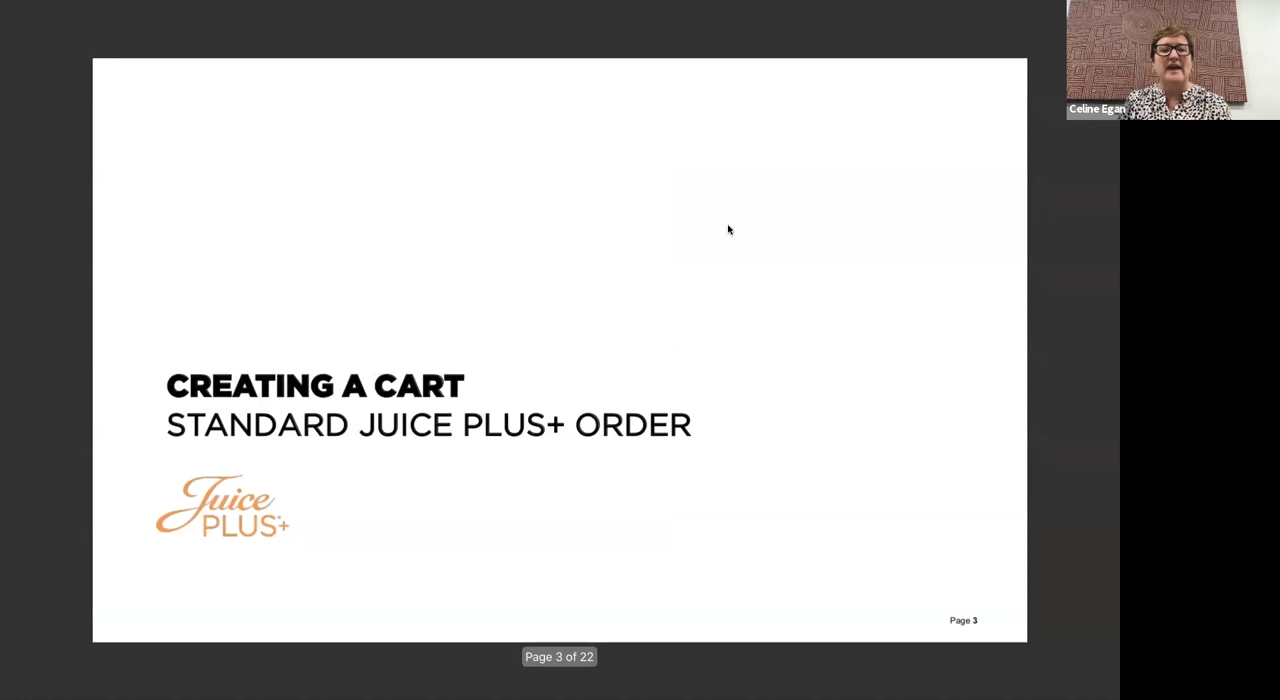 Celine Egan
CREATING A CART
STANDARD JUICE PLUS+ ORDER
Juice
PLUS+
Page 3
Page 3 of 22